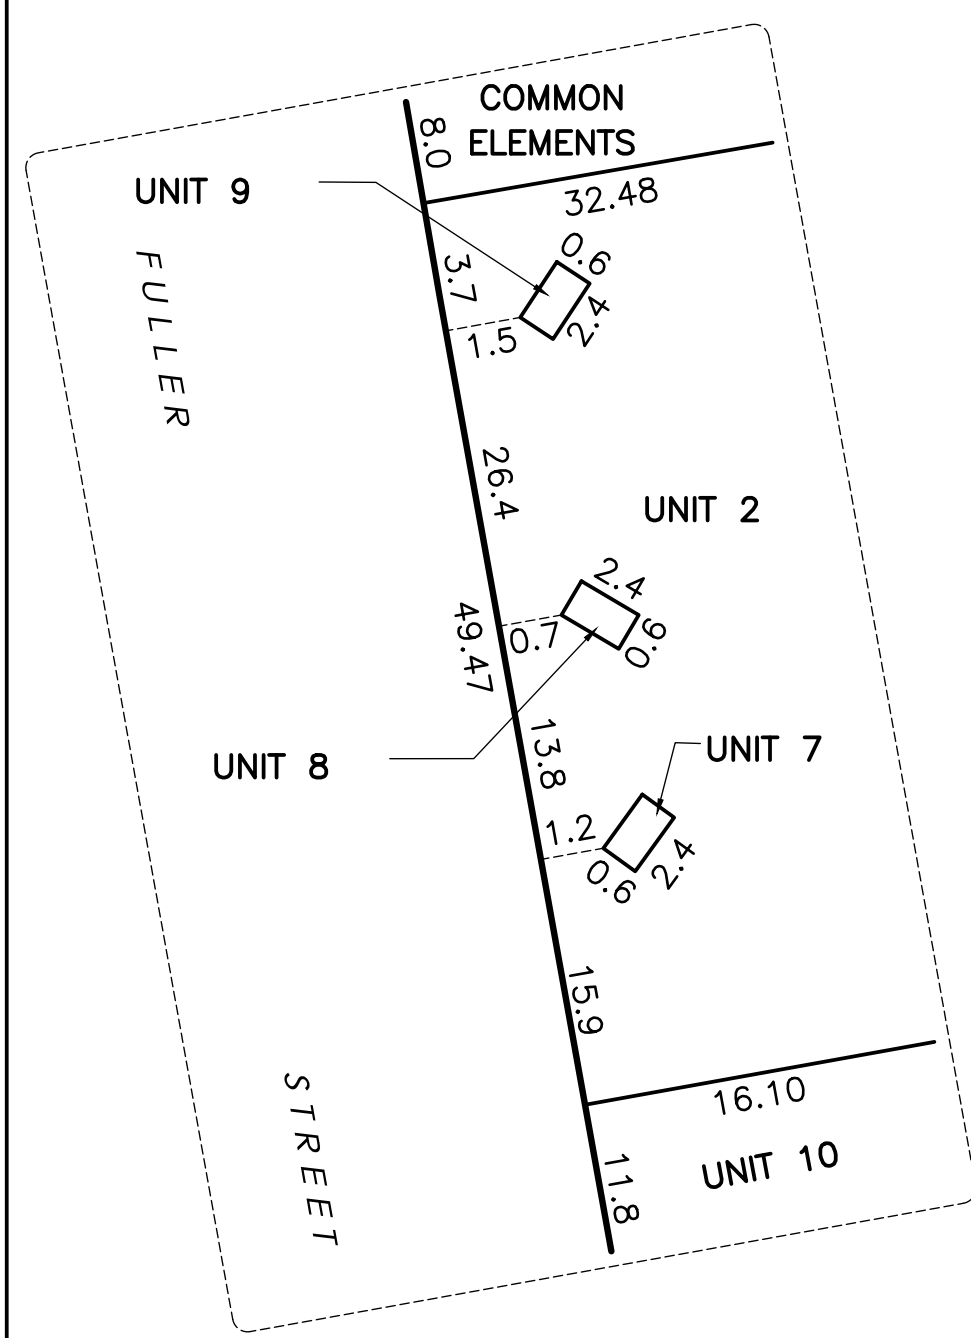 COMMON
ELEMENTS
8.0
32.48
UNIT 9
0.6
3.7
2.4
1.5
FULLER
26.4
UNIT 2
2.4
0.6
0.7
49.47
13.8
UNIT 8
UNIT 7
1.2
2.4
0.6
15.9
16.10
STREET
UNIT 10
11.8